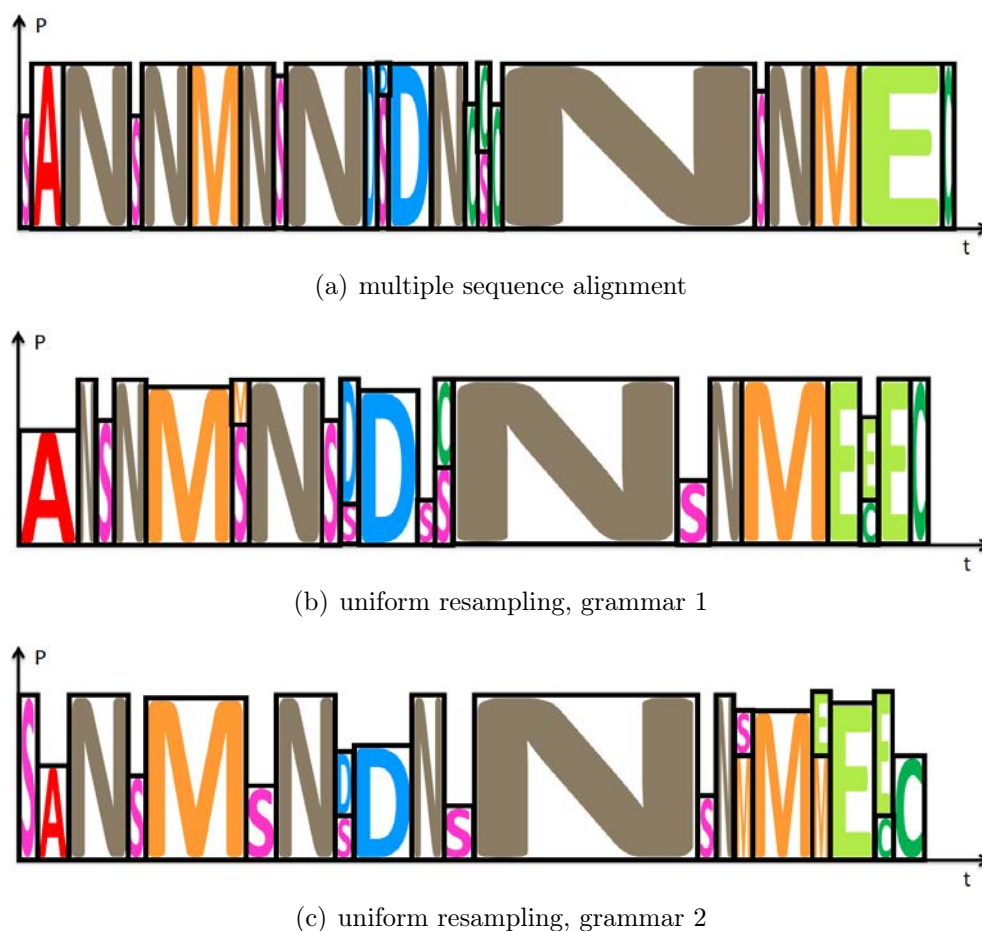 P
S A N S N M N S N D D S D N C C S C N S N M E C
t
(a) multiple sequence alignment
P
A N S N M M S N S D S D S C S N S N M E E C E C
t
(b) uniform resampling, grammar 1
P
S A N S M S N D S D N S N S N S M M E M E E C C
t
(c) uniform resampling, grammar 2